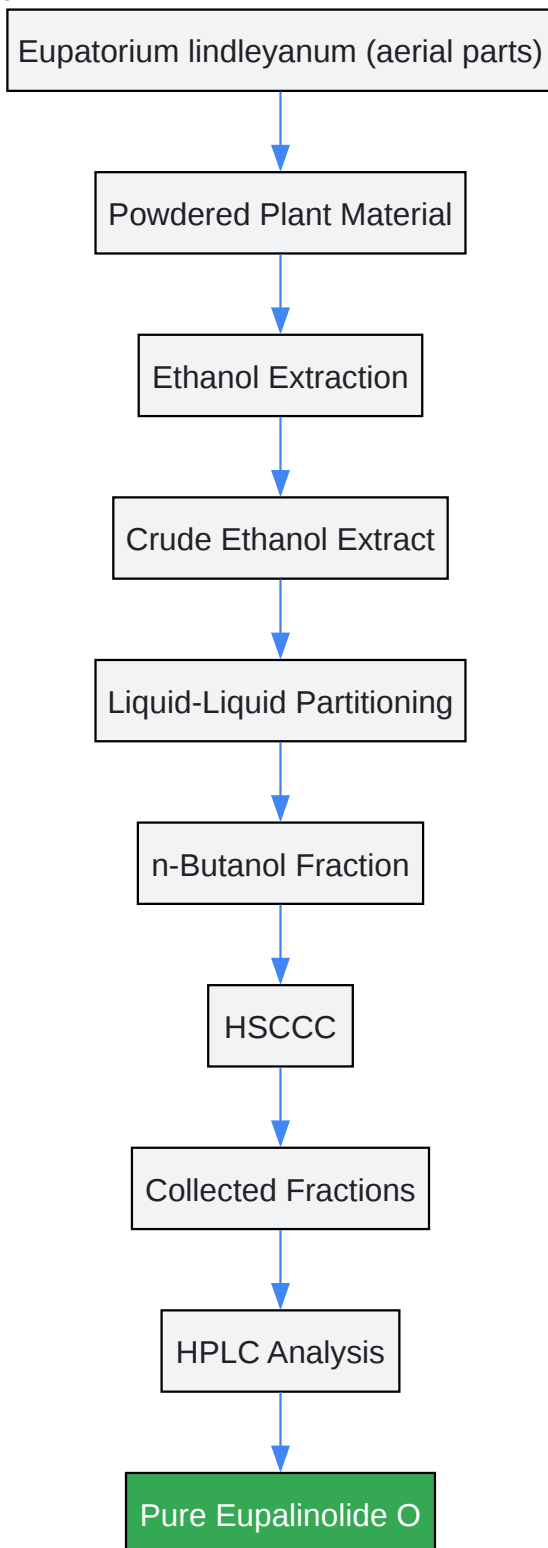 Eupatorium lindleyanum (aerial parts)
Powdered Plant Material
Ethanol Extraction
Crude Ethanol Extract
Liquid-Liquid Partitioning
n-Butanol Fraction
HSCCC
Collected Fractions
HPLC Analysis
Pure Eupalinolide O